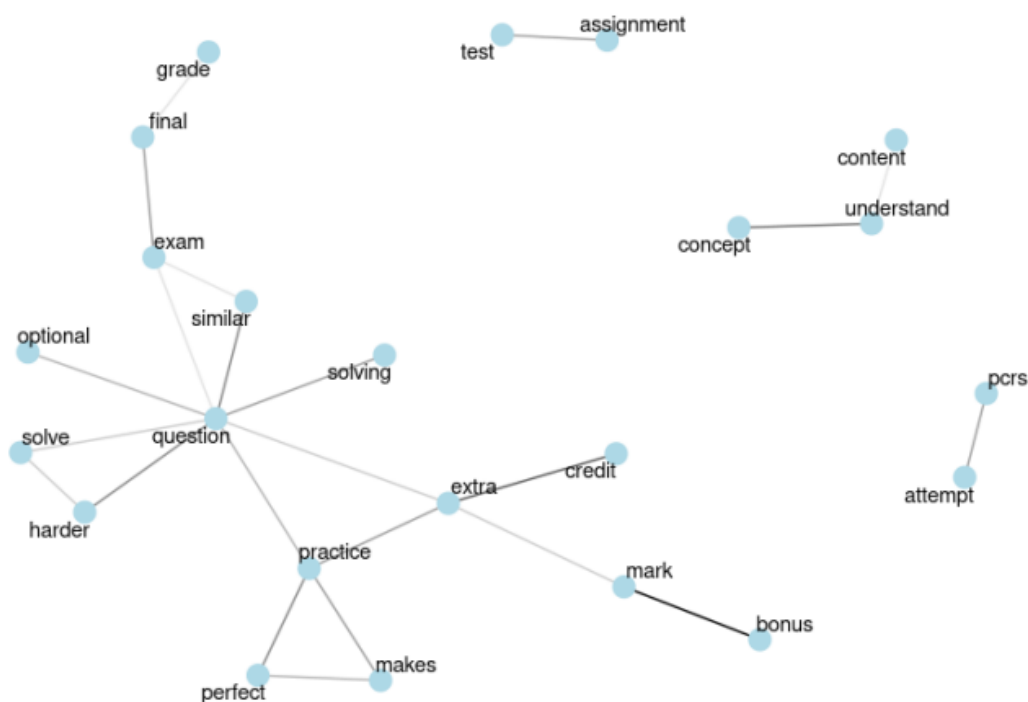 assignment
test
grade
final
content
understand
concept
exam
similar
optional
solving
pcrs
question
solve
credit
extra
attempt
harder
practice
mark
bonus
makes
perfect